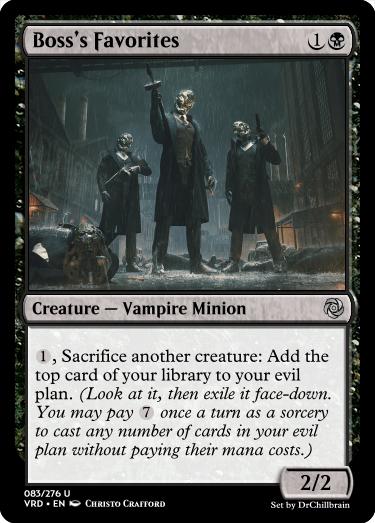 Boss's Favorites 1
Creature — Vampire Minion
1, Sacrifice another creature: Add the
top card of your library to your evil
plan. (Look at it, then exile it face-down.
You may pay 7 once a turn as a sorcery
to cast any number of cards in your evil
plan without paying their mana costs.)
2/2
083/276 U
VRD • EN Christo Crafford
Set by DrChillbrain